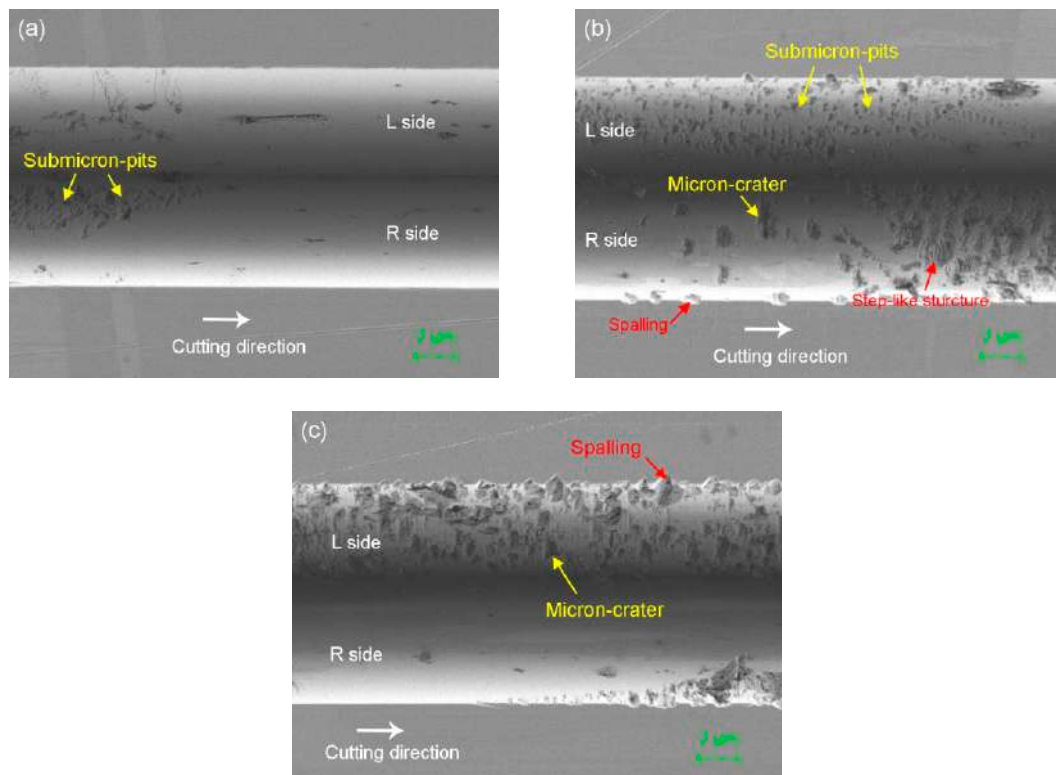 (a)
L side
Submicron-pits
R side
Cutting direction
(b)
Submicron-pits
L side
Micron-crater
R side
Step-like sturcture
Spalling
Cutting direction
(c)
Spalling
L side
Micron-crater
R side
Cutting direction